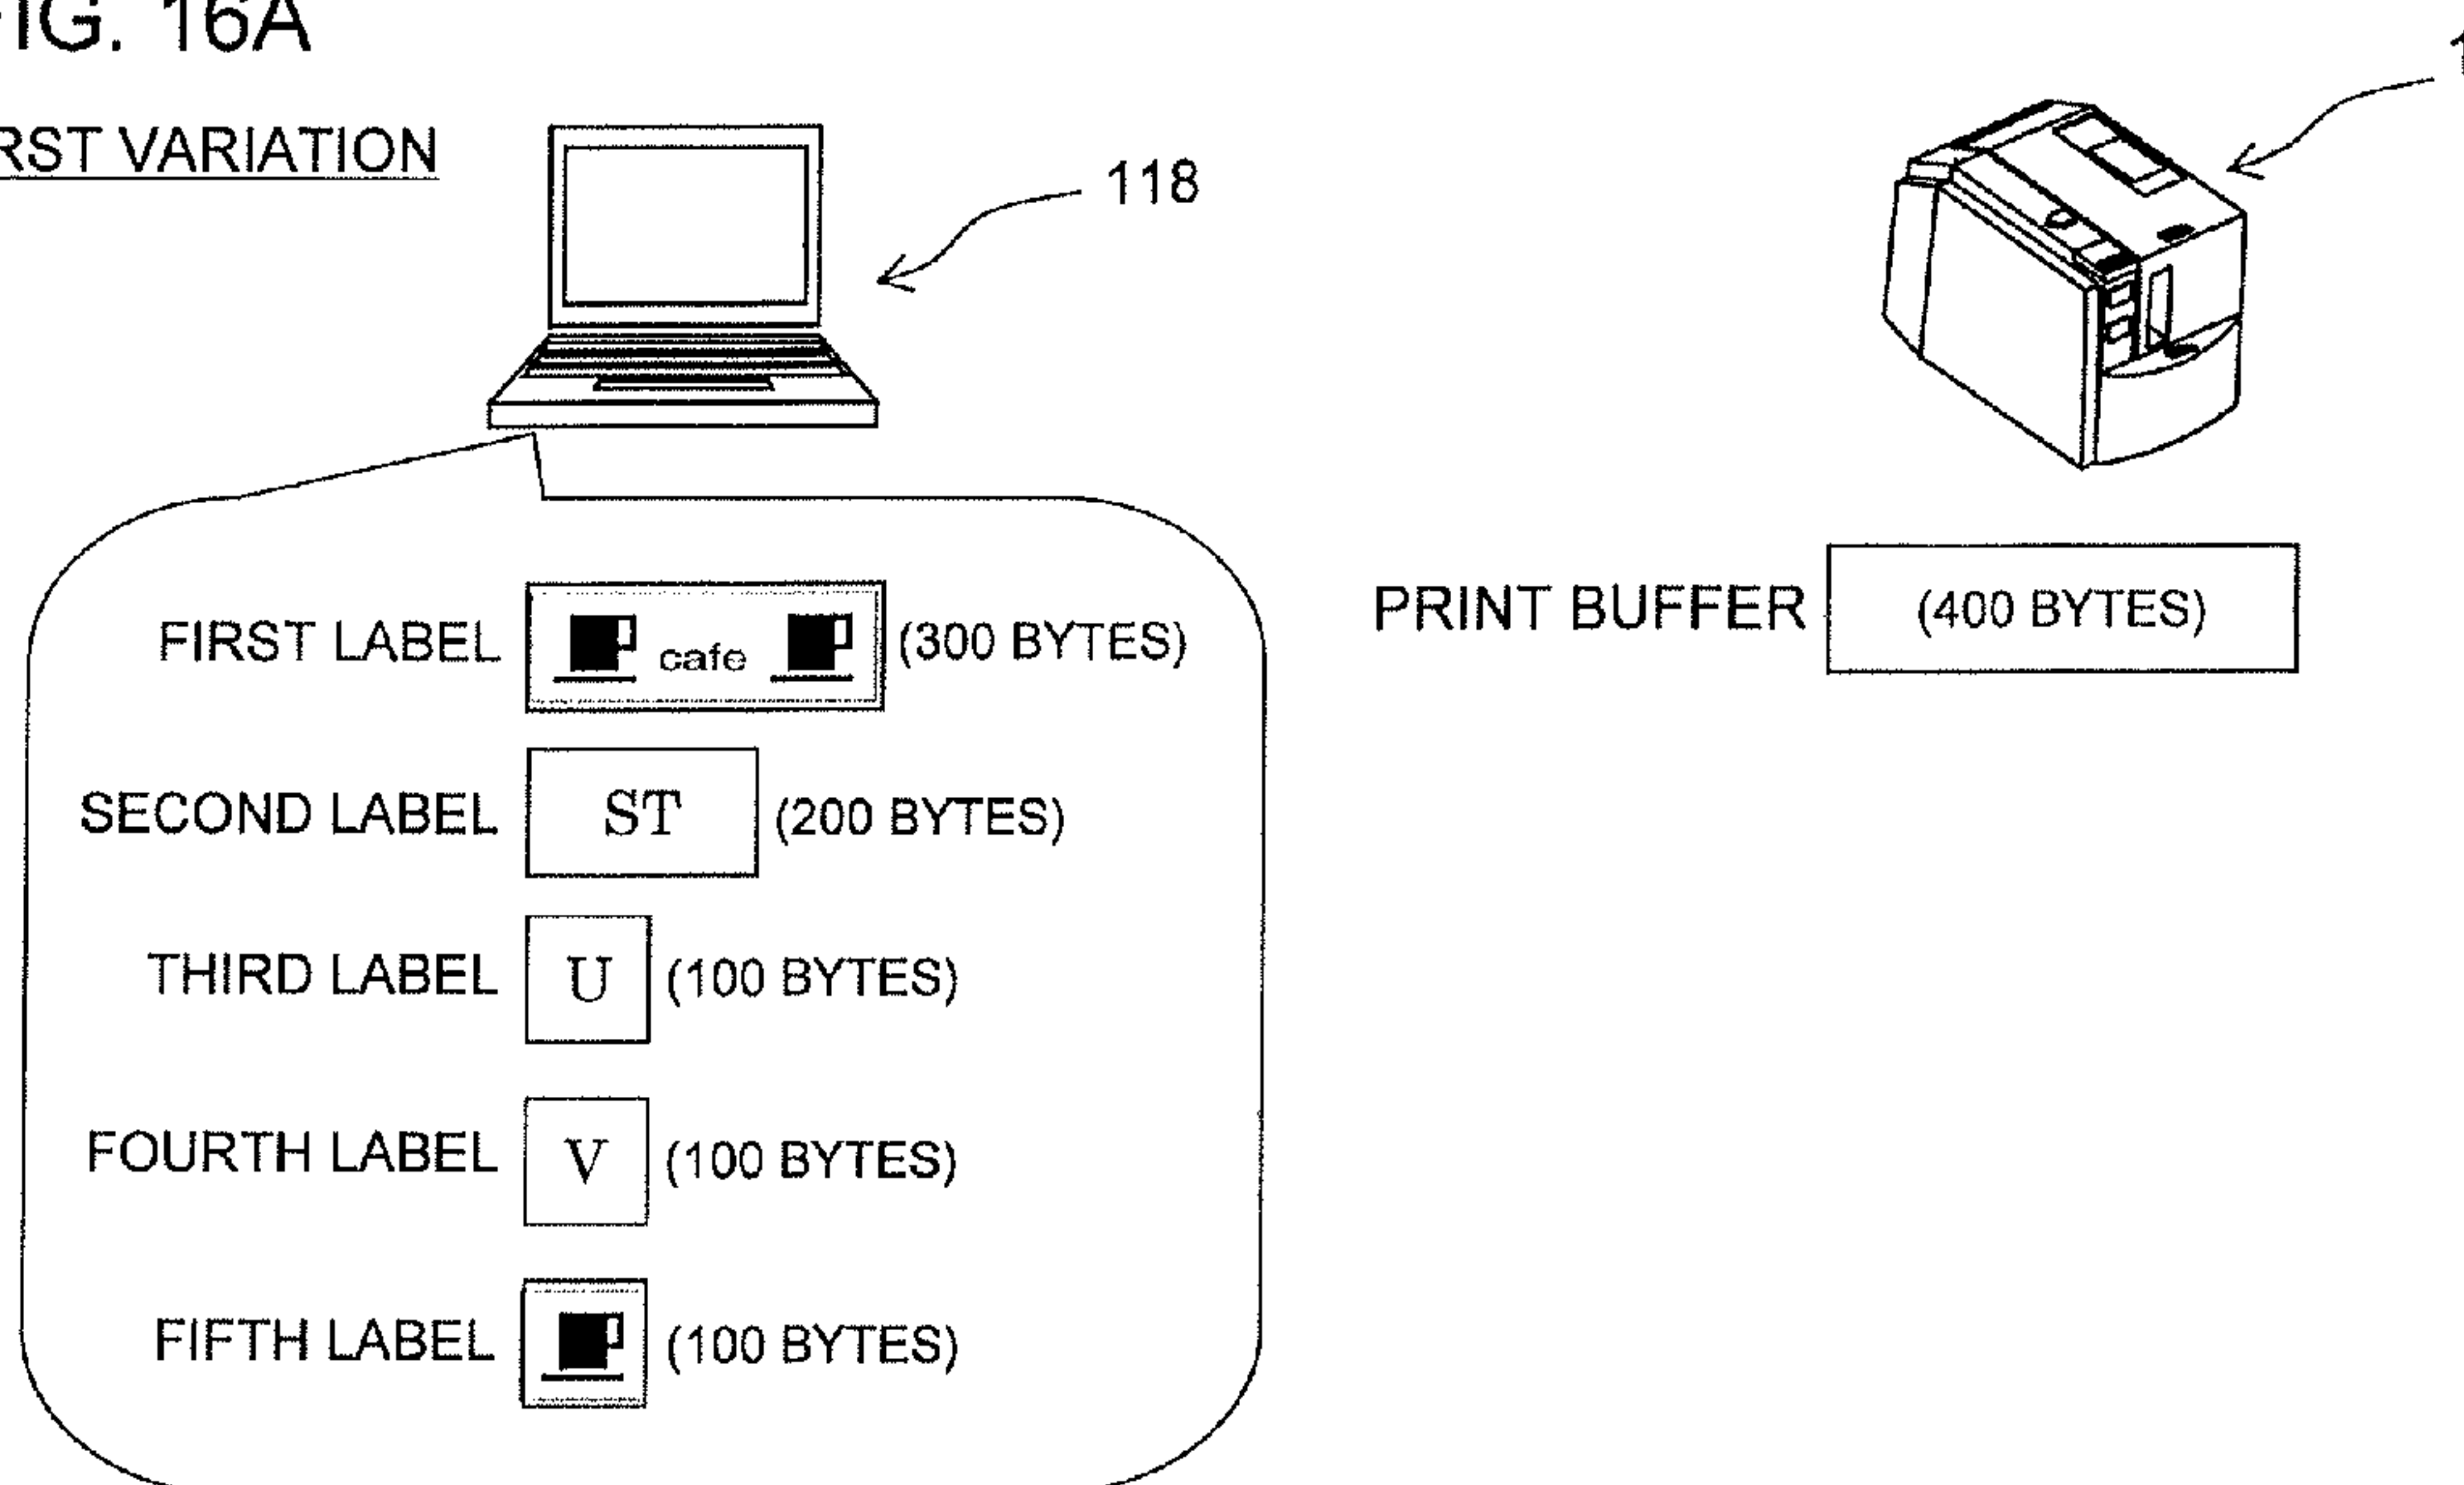 FIG. 16A
RST VARIATION
118
FIRST LABEL cafe (300 BYTES)
PRINT BUFFER (400 BYTES)
SECOND LABEL ST (200 BYTES)
THIRD LABEL U (100 BYTES)
FOURTH LABEL V (100 BYTES)
FIFTH LABEL (100 BYTES)